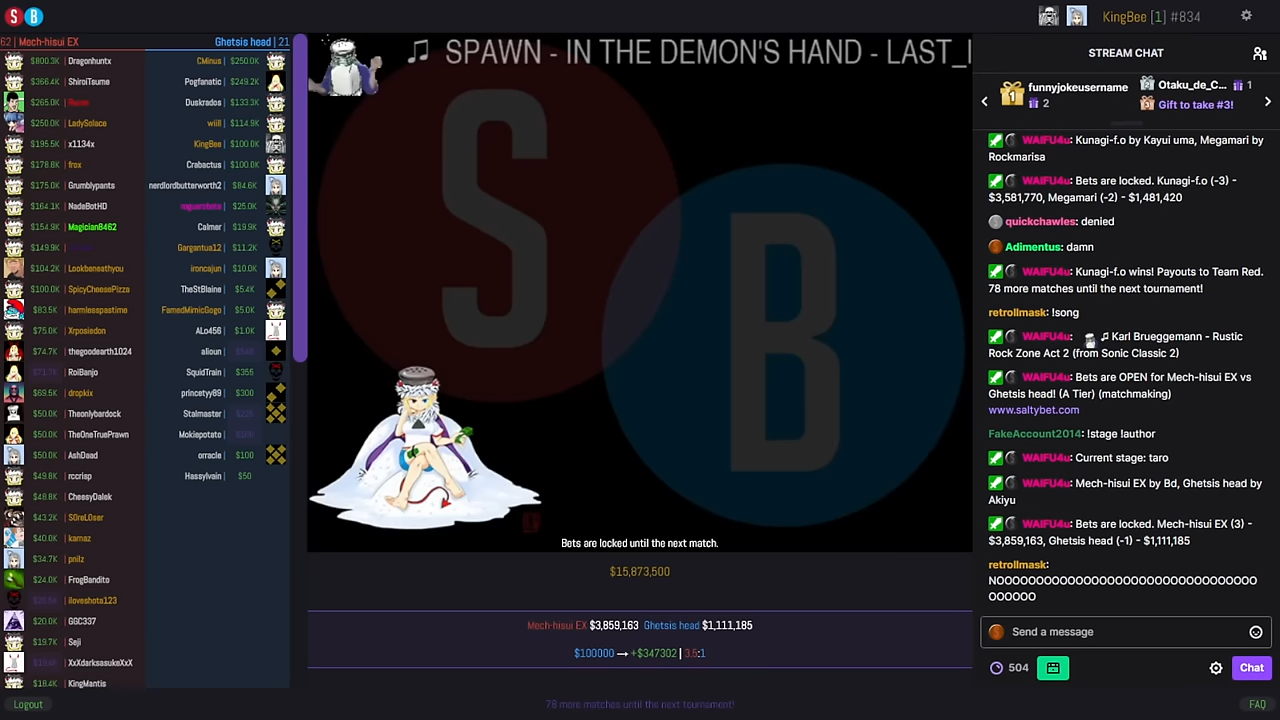 S B
KingBee [1] #834
62 | Mech-hisui EX
Ghetsis head | 21
$800.3K | Dragonhuntx
$366.4K | ShiroiTsume
$265.0K |
$250.0K | LadySolace
$195.5K | x1134x
$178.8K | frox
$175.0K | Grumblypants
$164.1K | NadeBotHD
$154.9K | Magician8462
$149.9K |
$104.2K | Lookbeneathyou
$100.0K | SpicyCheesePizza
$83.5K | harmlesspastime
$75.0K | Xrposiedon
$74.7K | thegoodearth1024
| RoiBanjo
$69.5K | dropkix
$50.0K | Theonlybardock
$50.0K | TheOneTruePrawn
$50.0K | AshDaad
$49.8K | rccrisp
$48.8K | CheesyDalek
$43.2K | S0reL0ser
$40.0K | kamaz
$34.7K | pnilz
$24.0K | FrogBandito
| iloveshota123
$20.0K | GGC337
$19.7K | Seji
| XxXdarksasukeXxX
$18.4K | KingMantis
CMinus | $250.0K
Pogfanatic | $249.2K
Duskrados | $133.3K
wiill | $114.9K
KingBee | $100.0K
Crabactus | $100.0K
nerdlordbutterworth2 | $84.6K
| $25.0K
Calmer | $19.9K
Gargantua12 | $11.2K
ironcajun | $10.0K
TheStBlaine | $5.4K
FamedMimicGogo | $5.0K
ALo456 | $1.0K
alioun |
SquidTrain | $355
princetyy89 | $300
Stalmaster |
Mokiepotato |
orracle | $100
Hassylvain | $50
Logout
♫ SPAWN - IN THE DEMON'S HAND - LAST_
S
B
Bets are locked until the next match.
$15,873,500
Mech-hisui EX $3,859,163 Ghetsis head $1,111,185
$100000 → +$347302 | 3.5:1
78 more matches until the next tournament!
STREAM CHAT
1
funnyjokeusername
2
Otaku_de_C... 1
Gift to take #3!
WAIFU4u: Kunagi-f.o by Kayui uma, Megamari by
Rockmarisa
WAIFU4u: Bets are locked. Kunagi-f.o (-3) -
$3,581,770, Megamari (-2) - $1,481,420
quickchawles: denied
Adimentus: damn
WAIFU4u: Kunagi-f.o wins! Payouts to Team Red.
78 more matches until the next tournament!
retrollmask: !song
WAIFU4u: ♫ Karl Brueggemann - Rustic
Rock Zone Act 2 (from Sonic Classic 2)
WAIFU4u: Bets are OPEN for Mech-hisui EX vs
Ghetsis head! (A Tier) (matchmaking)
www.saltybet.com
FakeAccount2014: !stage !author
WAIFU4u: Current stage: taro
WAIFU4u: Mech-hisui EX by Bd, Ghetsis head by
Akiyu
WAIFU4u: Bets are locked. Mech-hisui EX (3) -
$3,859,163, Ghetsis head (-1) - $1,111,185
retrollmask:
NOOOOOOOOOOOOOOOOOOOOOOOOOOOOOOOO
OOOOOO
Send a message
504
Chat
FAQ